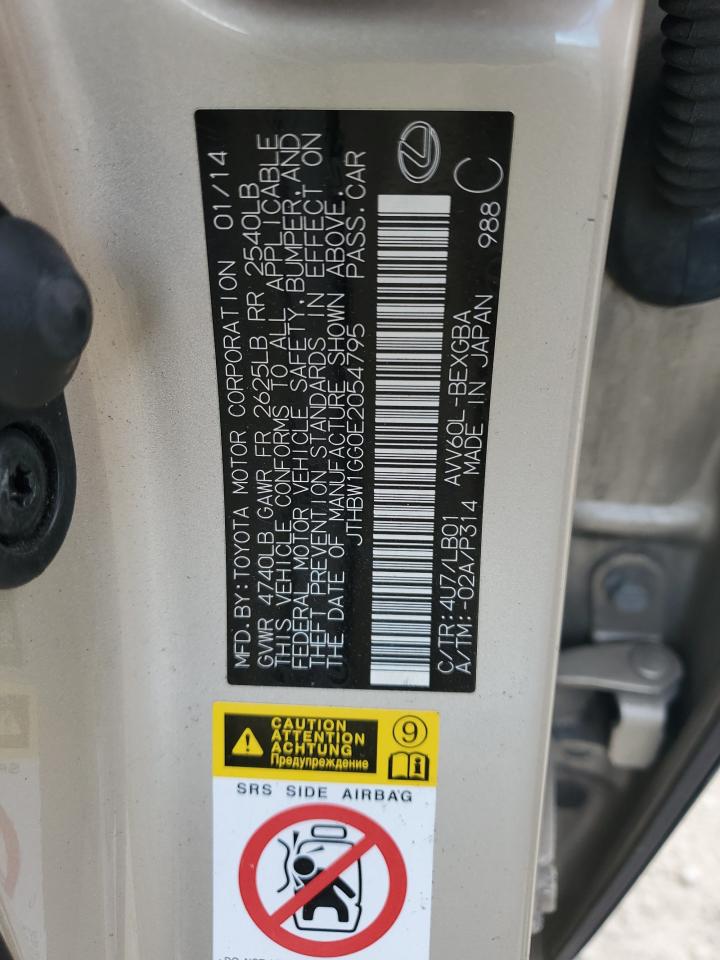 MFD. BY: TOYOTA MOTOR CORPORATION 01/14
GVWR 4740LB GAWR FR 2625LB RR 2540LB
THIS VEHICLE CONFORMS TO ALL APPLICABLE
FEDERAL MOTOR VEHICLE SAFETY, BUMPER, AND
THEFT PREVENTION STANDARDS IN EFFECT ON
THE DATE OF MANUFACTURE SHOWN ABOVE.
JTHBW1GG0E2054795 PASS. CAR
C/TR: 4U7/LB01 AVV60L-BEXGBA 988 C
A/TM: -02A/P314 MADE IN JAPAN
CAUTION
ATTENTION
ACHTUNG
Предупреждение
9
SRS SIDE AIRBAG